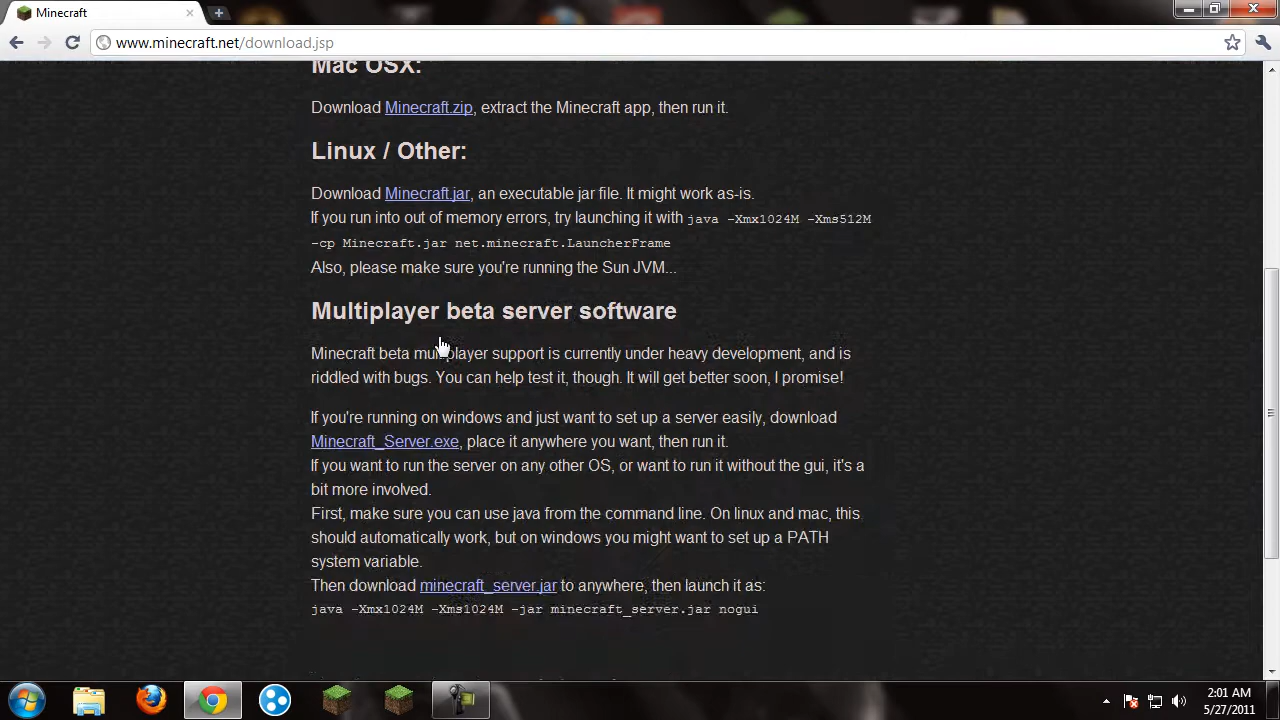 Minecraft
www.minecraft.net/download.jsp
Mac OSX:
Download Minecraft.zip, extract the Minecraft app, then run it.
Linux / Other:
Download Minecraft.jar, an executable jar file. It might work as-is.
If you run into out of memory errors, try launching it with java -Xmx1024M -Xms512M
-cp Minecraft.jar net.minecraft.LauncherFrame
Also, please make sure you're running the Sun JVM...
Multiplayer beta server software
Minecraft beta multiplayer support is currently under heavy development, and is
riddled with bugs. You can help test it, though. It will get better soon, I promise!
If you're running on windows and just want to set up a server easily, download
Minecraft_Server.exe, place it anywhere you want, then run it.
If you want to run the server on any other OS, or want to run it without the gui, it's a
bit more involved.
First, make sure you can use java from the command line. On linux and mac, this
should automatically work, but on windows you might want to set up a PATH
system variable.
Then download minecraft_server.jar to anywhere, then launch it as:
java -Xmx1024M -Xms1024M -jar minecraft_server.jar nogui
2:01 AM
5/27/2011